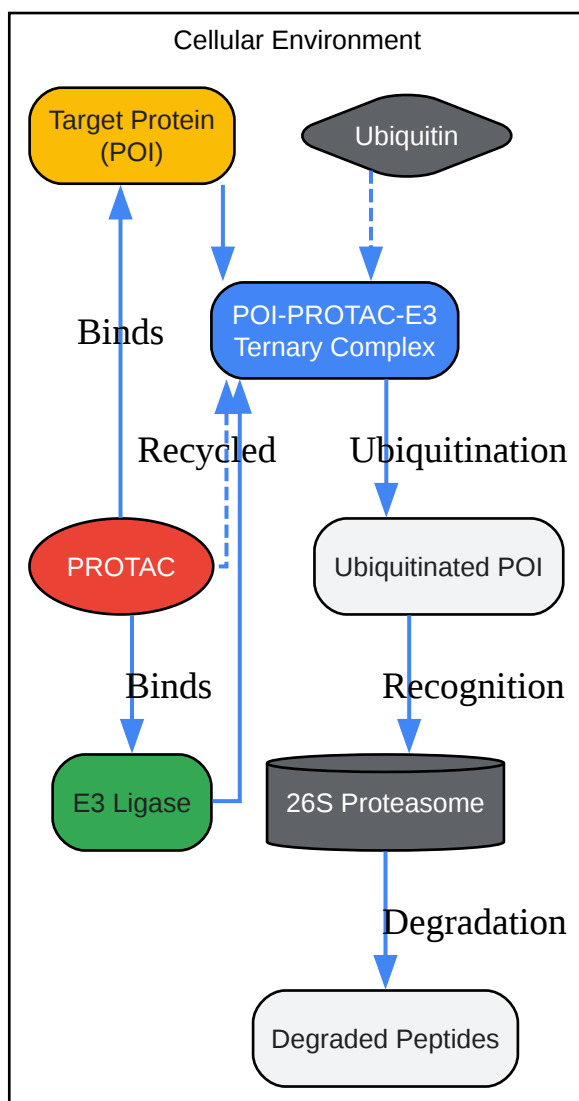 Cellular Environment
Target Protein
(POI)
Ubiquitin
POI-PROTAC-E3
Ternary Complex
Binds
Recycled
Ubiquitination
PROTAC
Ubiquitinated POI
Binds
Recognition
E3 Ligase
26S Proteasome
Degradation
Degraded Peptides